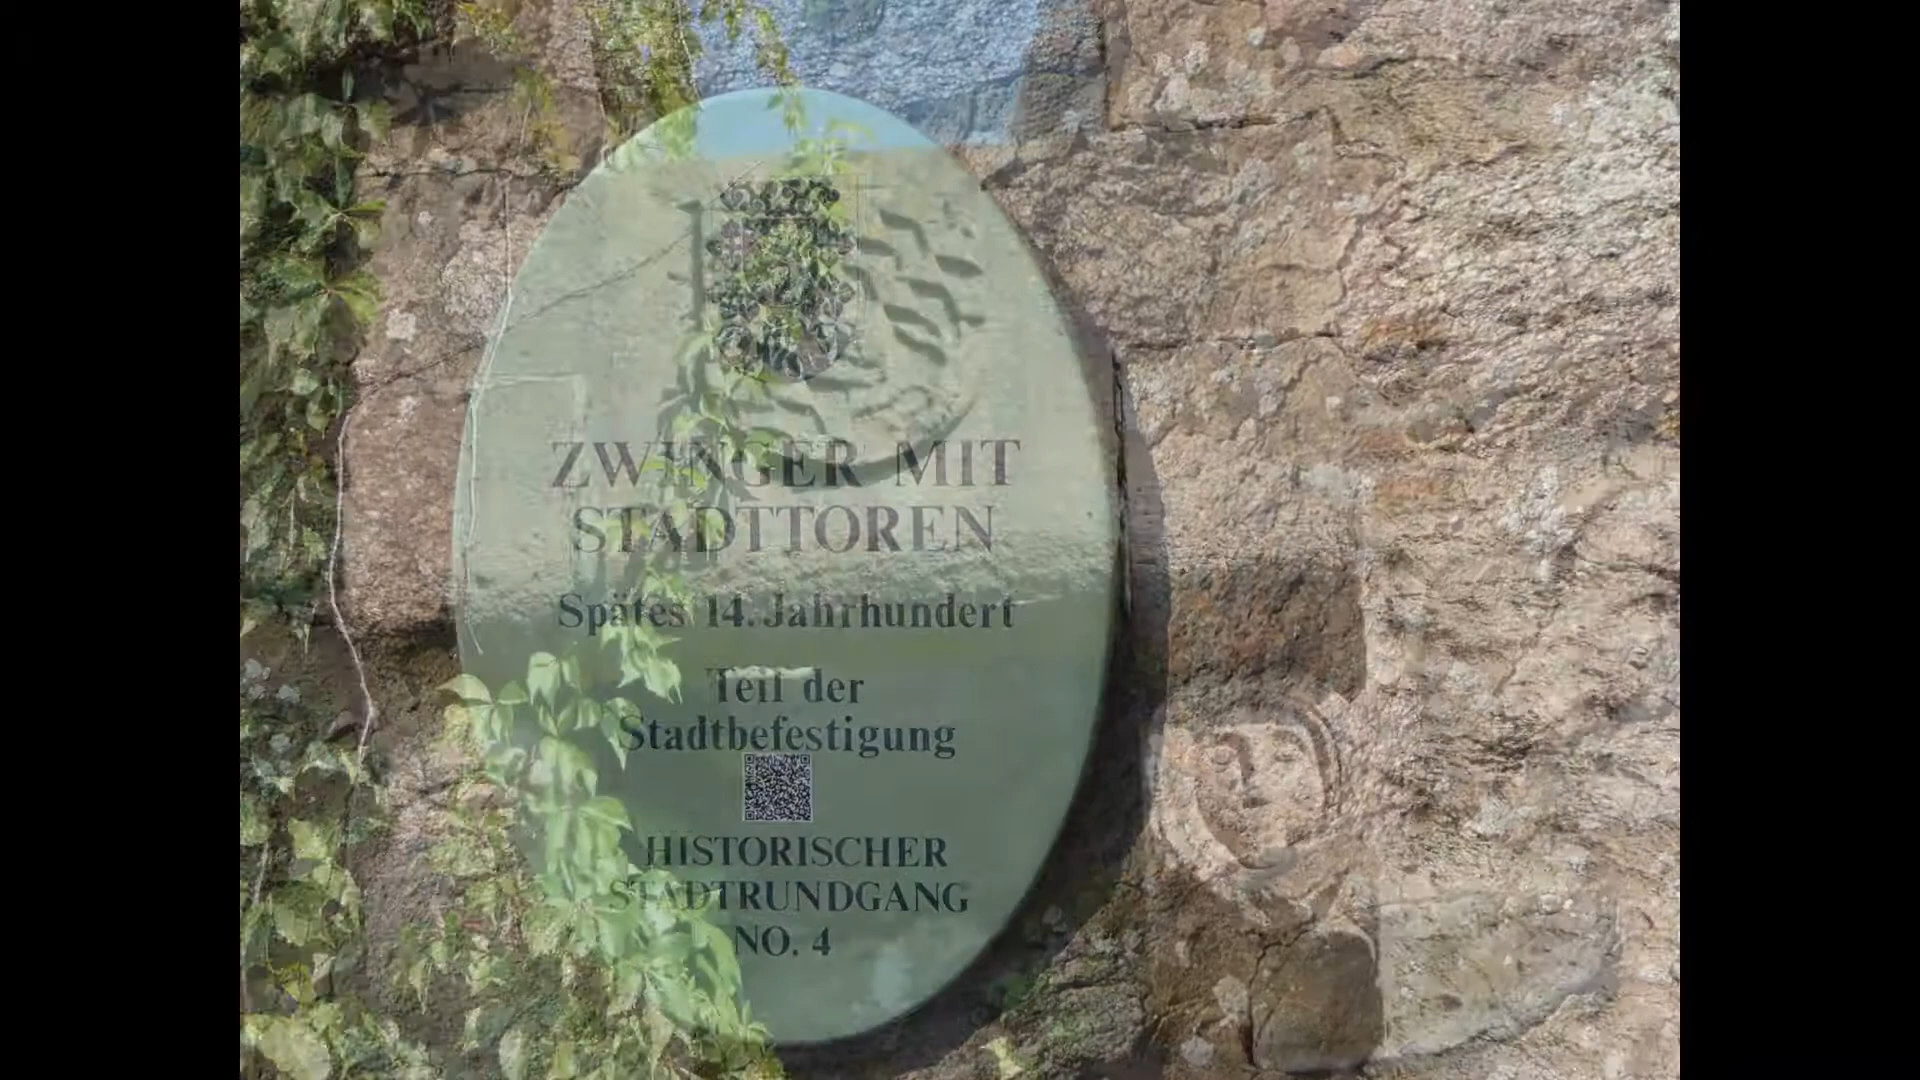 ZWINGER MIT
STADTTOREN
Spätes 14. Jahrhundert
Teil der
Stadtbefestigung
HISTORISCHER
STADTRUNDGANG
NO. 4